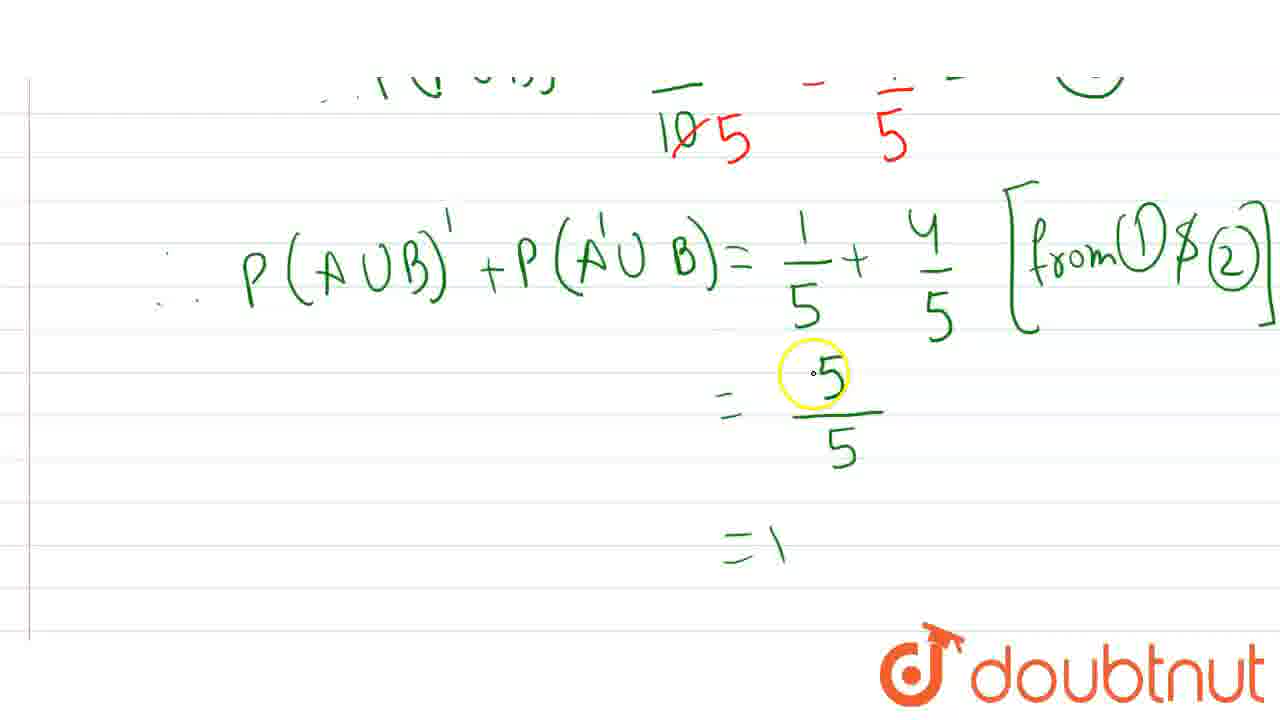 10 5 5
∴ P(A∪B)' + P(A'∪B) = 1/5 + 4/5 [from ① & ②]
= 5/5
= 1
doubtnut